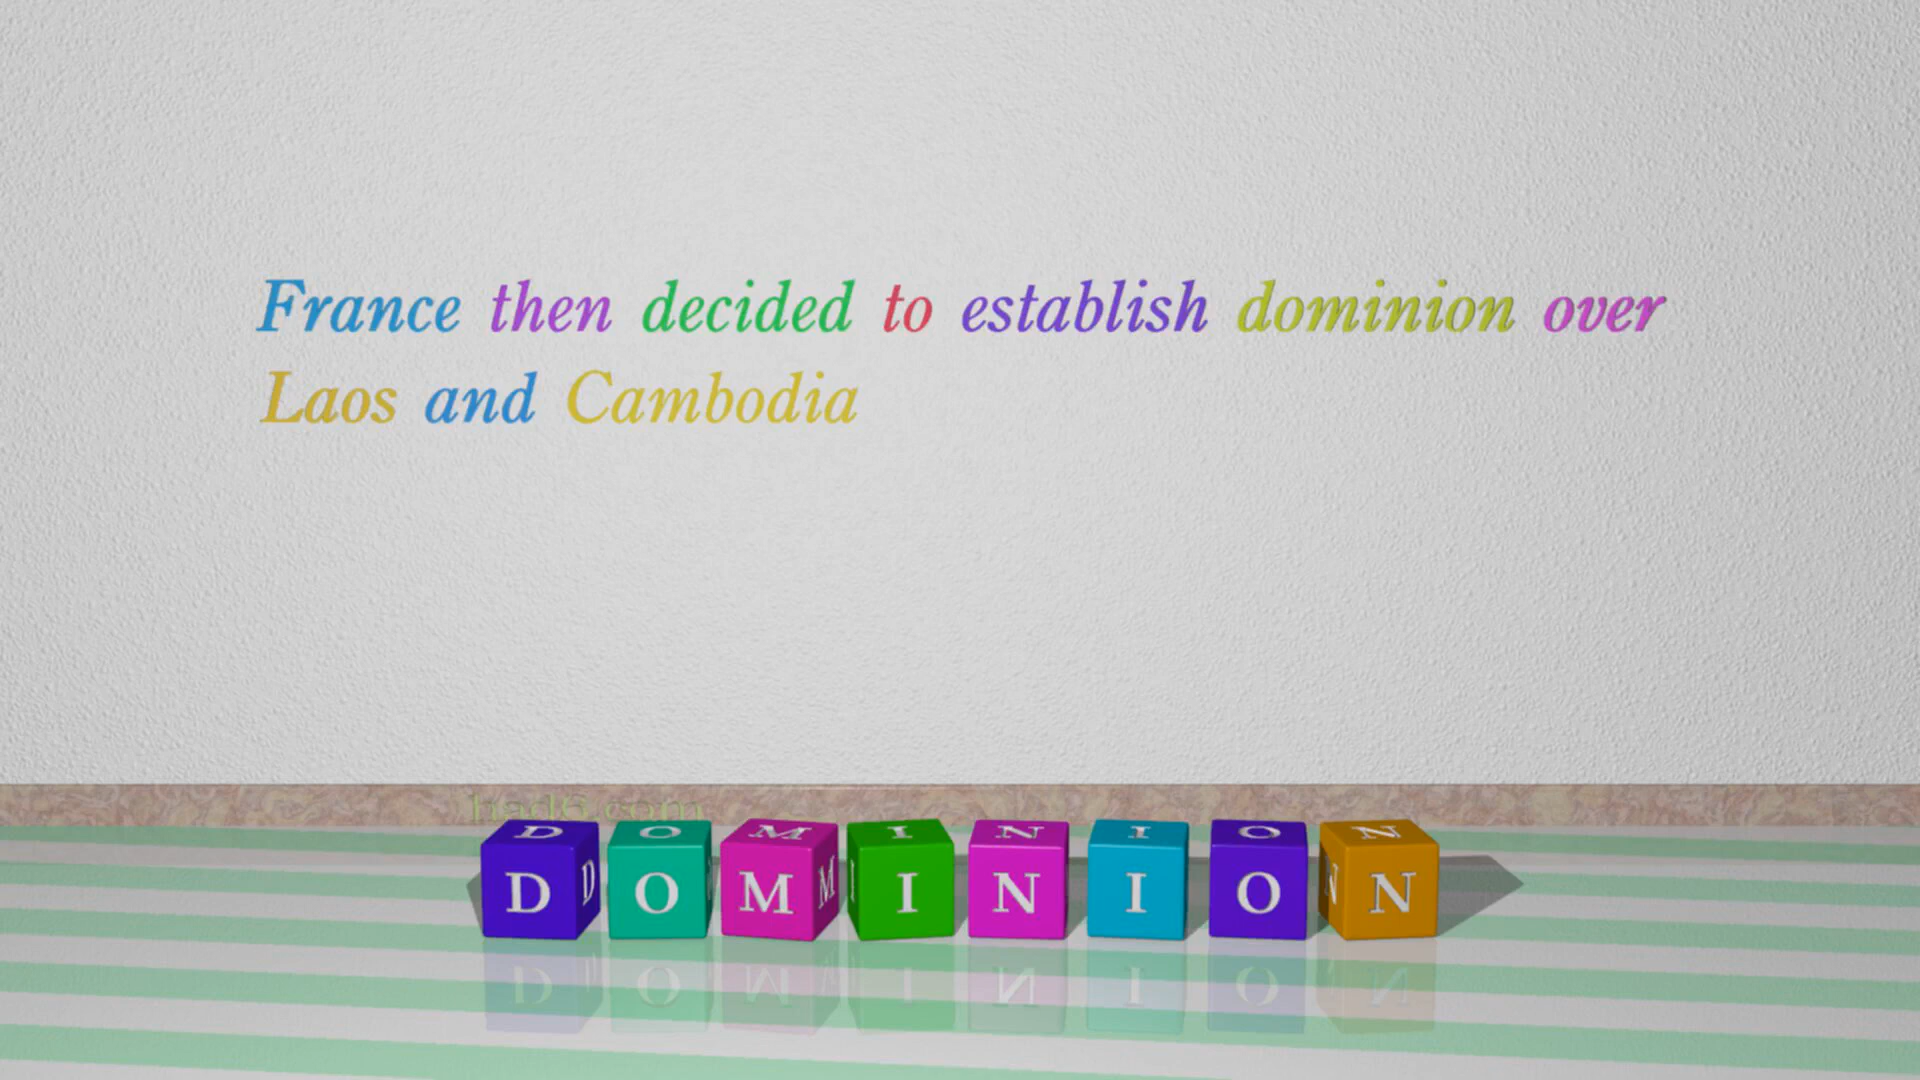 France then decided to establish dominion over
Laos and Cambodia
DOMINION